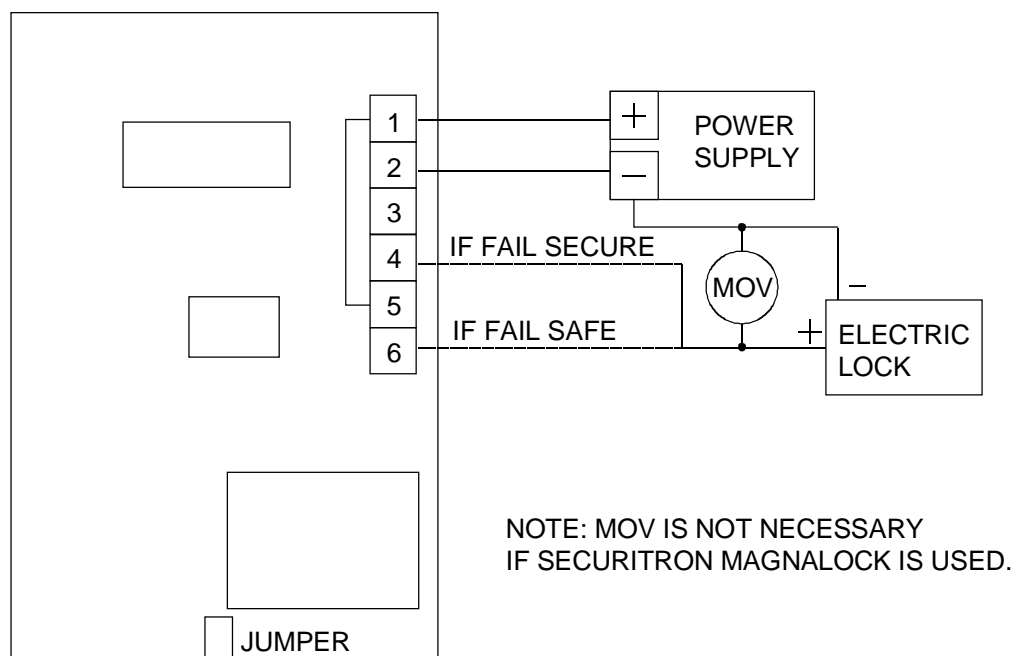 1
2
3
4
5
6
+
−
POWER
SUPPLY
IF FAIL SECURE
IF FAIL SAFE
MOV
−
+
ELECTRIC
LOCK
NOTE: MOV IS NOT NECESSARY
IF SECURITRON MAGNALOCK IS USED.
JUMPER